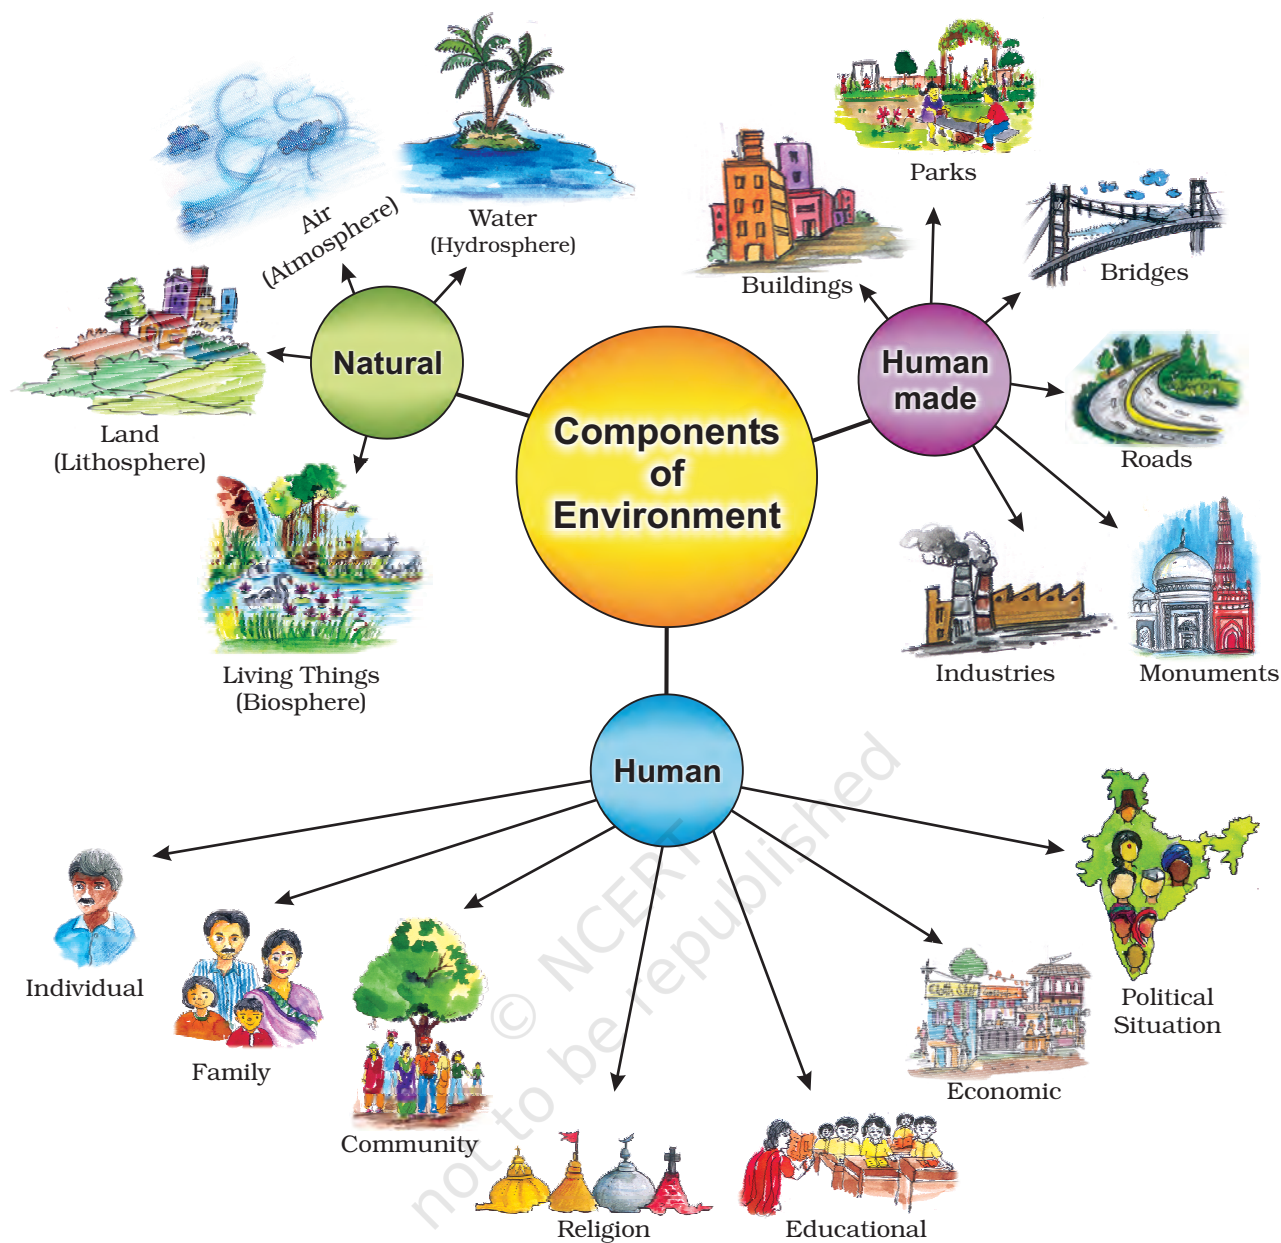 Components
of
Environment
Natural
Air
(Atmosphere)
Water
(Hydrosphere)
Land
(Lithosphere)
Living Things
(Biosphere)
Human
made
Buildings
Parks
Bridges
Roads
Industries
Monuments
Human
Individual
Family
Community
Religion
Educational
Economic
Political
Situation
© NCERT
not to be republished